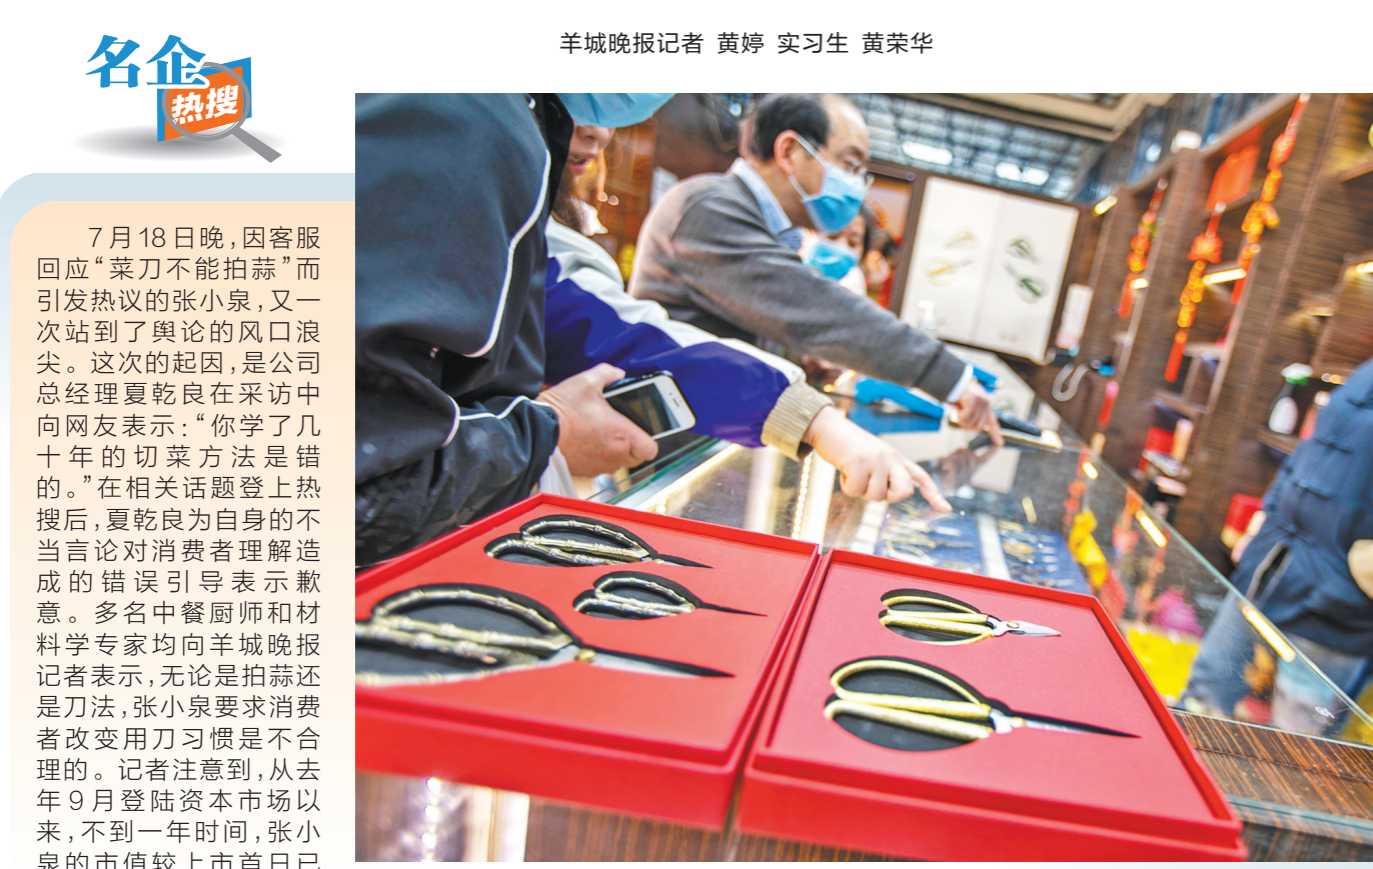 羊城晚报记者 黄婷 实习生 黄荣华
名企
热搜
7月18日晚，因客服
回应“菜刀不能拍蒜”而
引发热议的张小泉，又一
次站到了舆论的风口浪
尖。这次的起因，是公司
总经理夏乾良在采访中
向网友表示：“你学了几
十年的切菜方法是错
的。”在相关话题登上热
搜后，夏乾良为自身的不
当言论对消费者理解造
成的错误引导表示歉
意。多名中餐厨师和材
料学专家均向羊城晚报
记者表示，无论是拍蒜还
是刀法，张小泉要求消费
者改变用刀习惯是不合
理的。记者注意到，从去
年9月登陆资本市场以
来，不到一年时间，张小
泉的市值较上市首日已